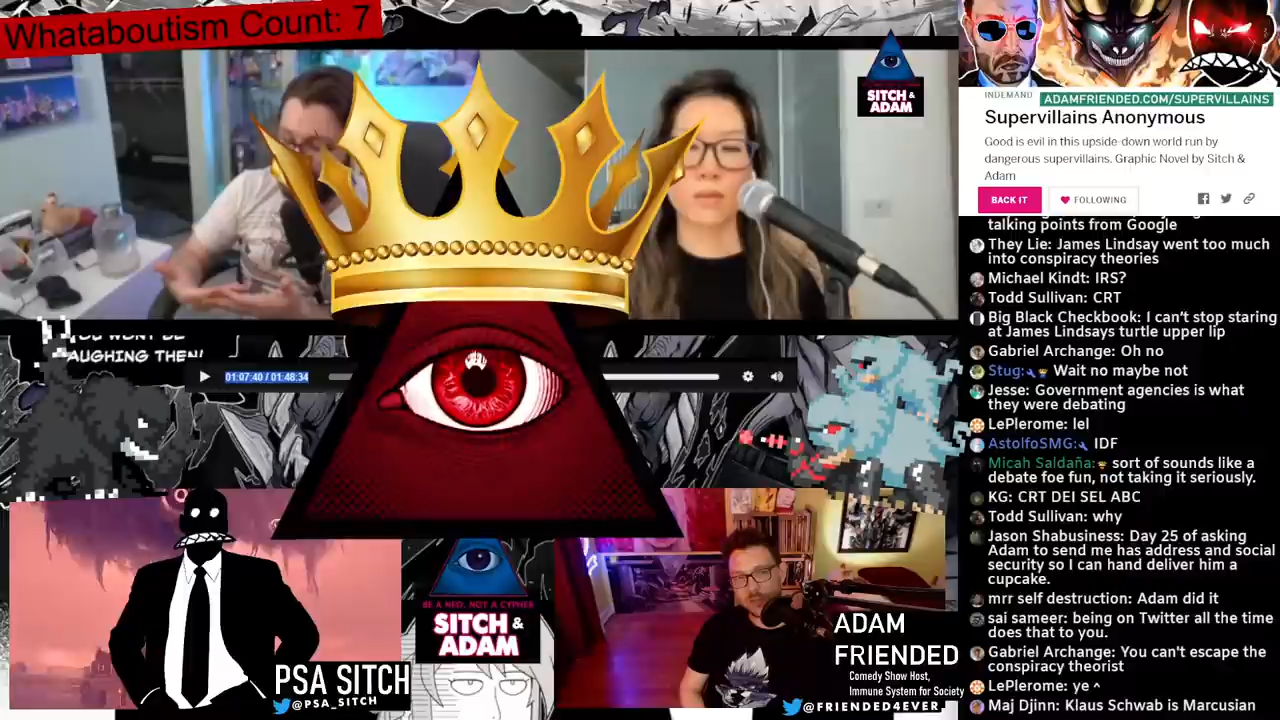 Whataboutism Count: 7
SITCH &
ADAM
INDEMAND
ADAMFRIENDED.COM/SUPERVILLAINS
Supervillains Anonymous
Good is evil in this upside-down world run by
dangerous supervillains. Graphic Novel by Sitch &
Adam
BACK IT
FOLLOWING
talking points from Google
They Lie: James Lindsay went too much
into conspiracy theories
Michael Kindt: IRS?
Todd Sullivan: CRT
Big Black Checkbook: I can't stop staring
at James Lindsays turtle upper lip
Gabriel Archange: Oh no
Stug: Wait no maybe not
Jesse: Government agencies is what
they were debating
LePlerome: lel
AstolfoSMG: IDF
Micah Saldaña: sort of sounds like a
debate foe fun, not taking it seriously.
KG: CRT DEI SEL ABC
Todd Sullivan: why
Jason Shabusiness: Day 25 of asking
Adam to send me has address and social
security so I can hand deliver him a
cupcake.
mrr self destruction: Adam did it
sai sameer: being on Twitter all the time
does that to you.
Gabriel Archange: You can't escape the
conspiracy theorist
LePlerome: ye ^
Maj Djinn: Klaus Schwab is Marcusian
YOU WON'T BE
LAUGHING THEN!
01:07:40 / 01:48:34
PSA SITCH
@PSA_SITCH
BE A NEO, NOT A CYPHER
SITCH &
ADAM
ADAM
FRIENDED
Comedy Show Host,
Immune System for Society
@FRIENDED4EVER